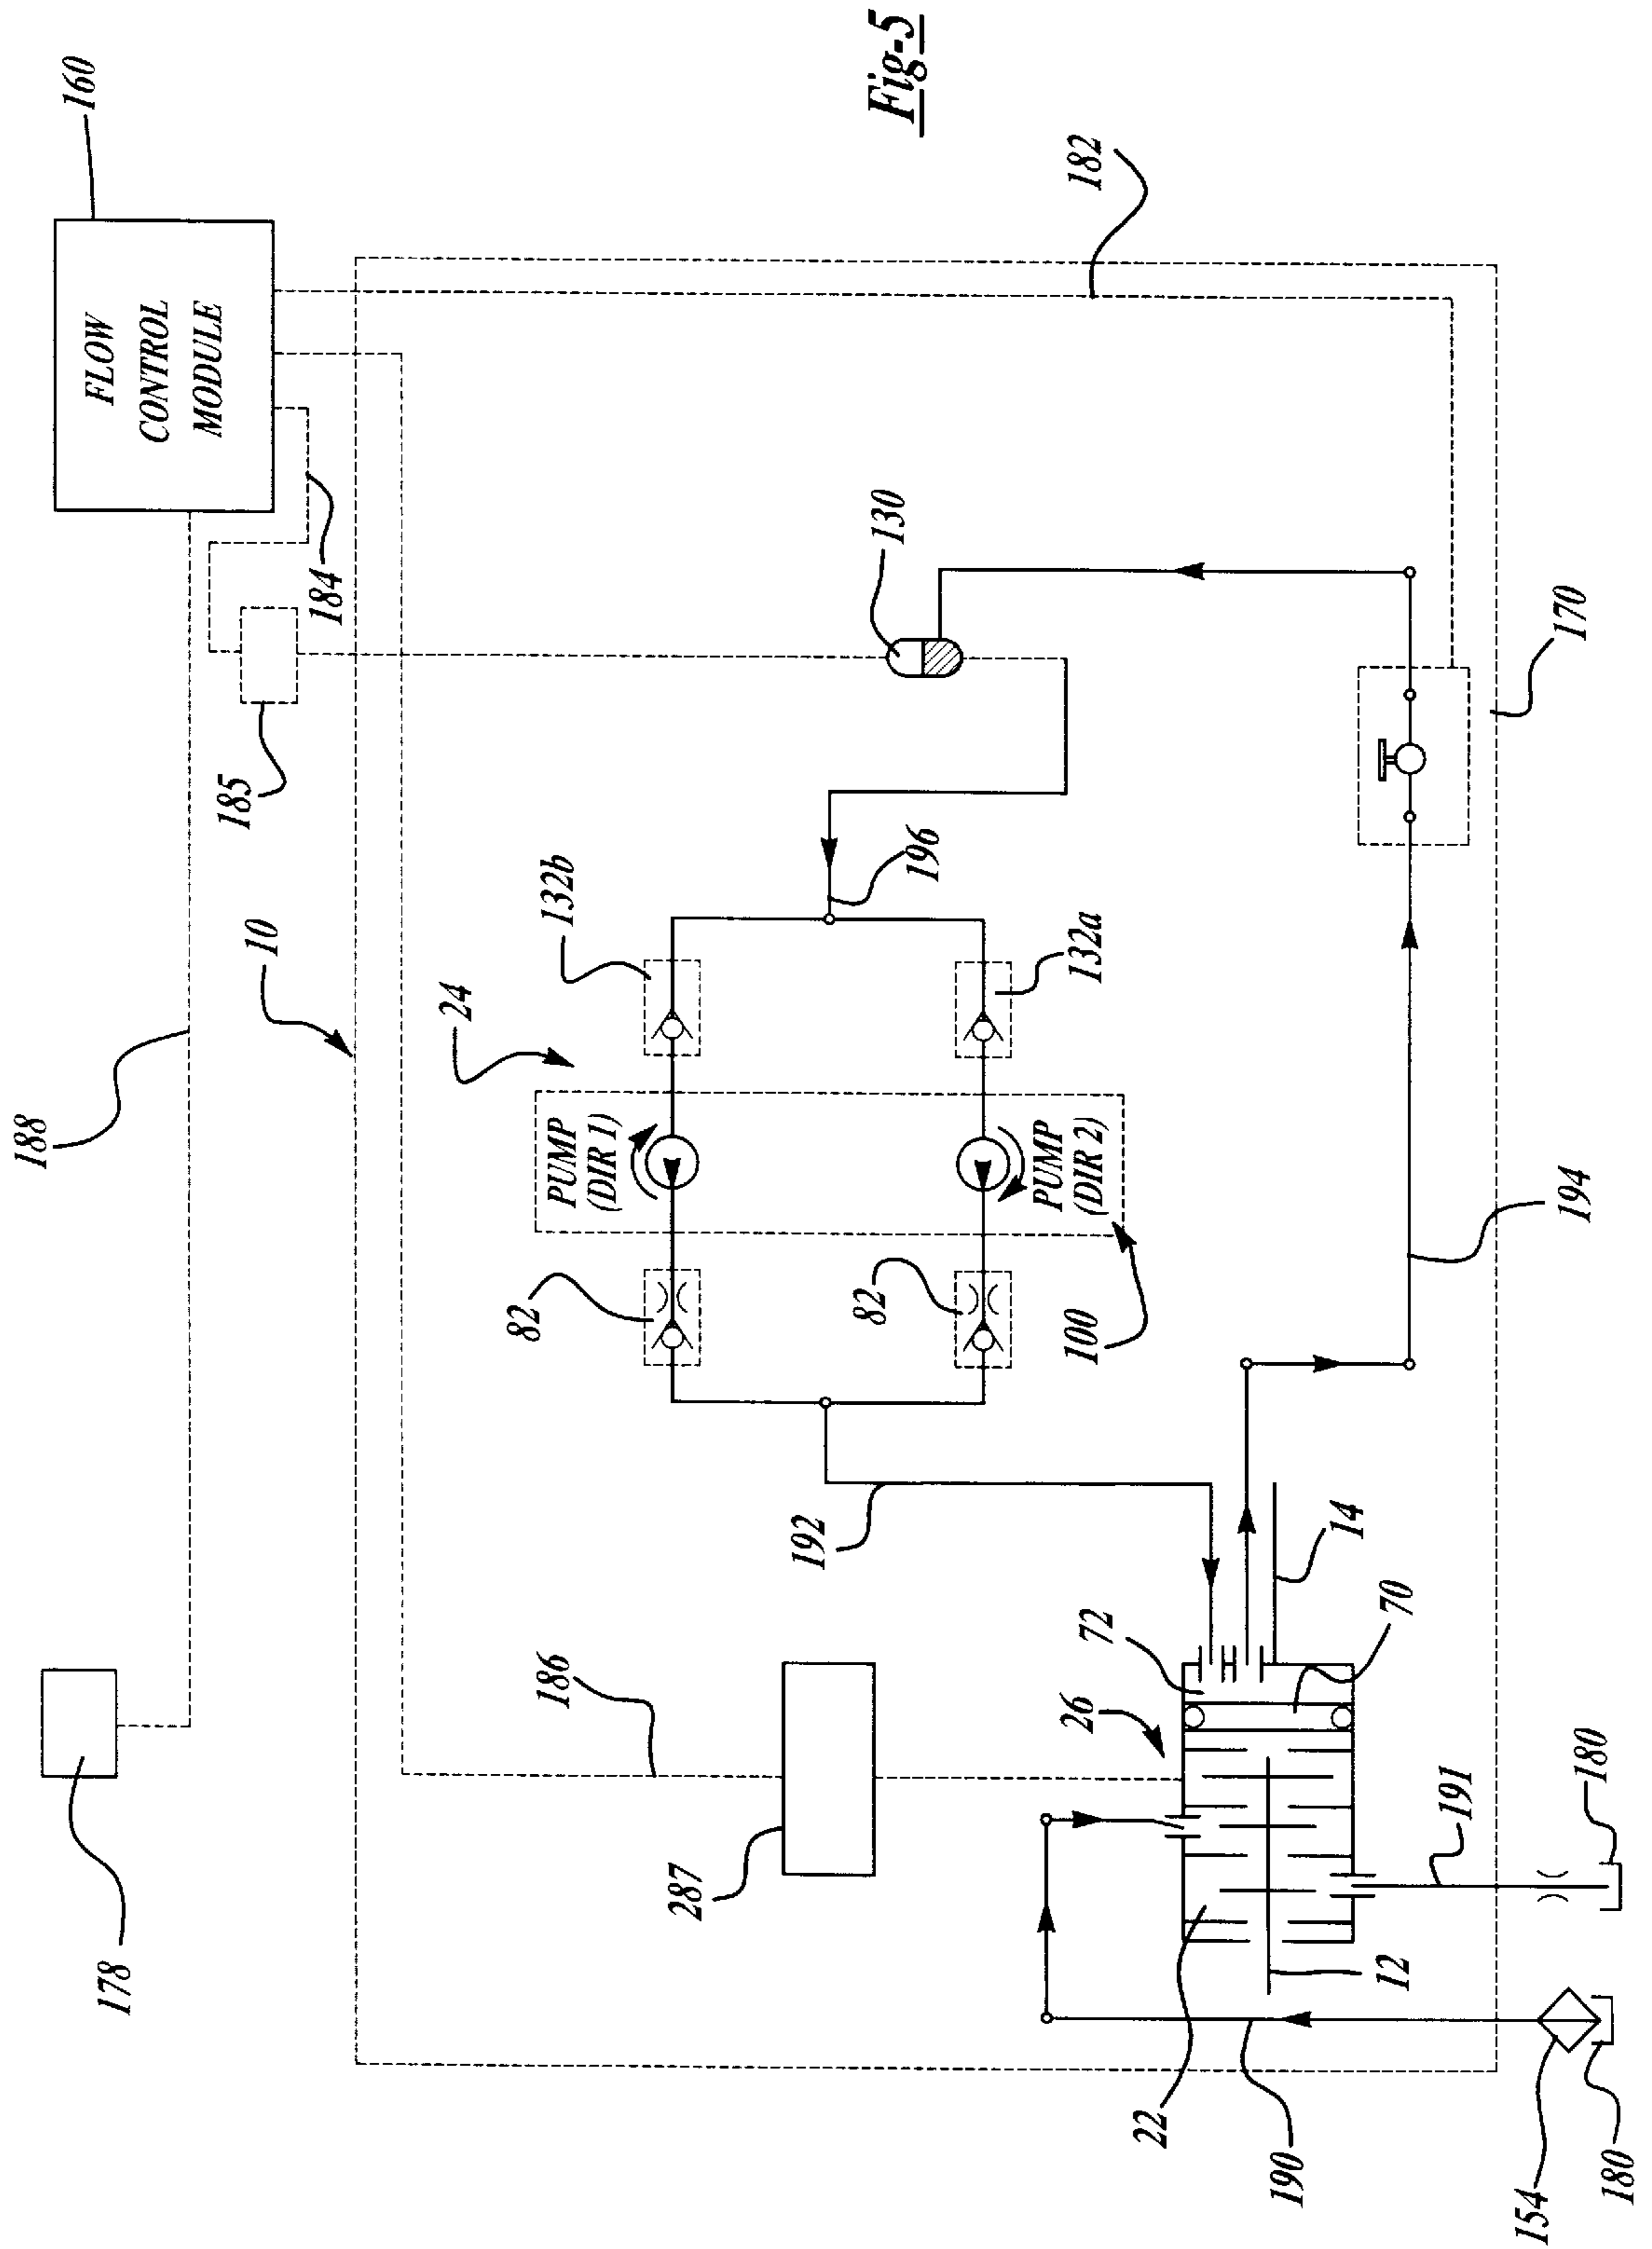 160
FLOW
CONTROL
MODULE
Fig-5
182
184
185
130
170
188
10
24
132b
196
132a
PUMP
(DIR 1)
PUMP
(DIR 2)
82
82
100
194
192
14
72
70
26
186
178
287
191
180
22
12
190
154
180